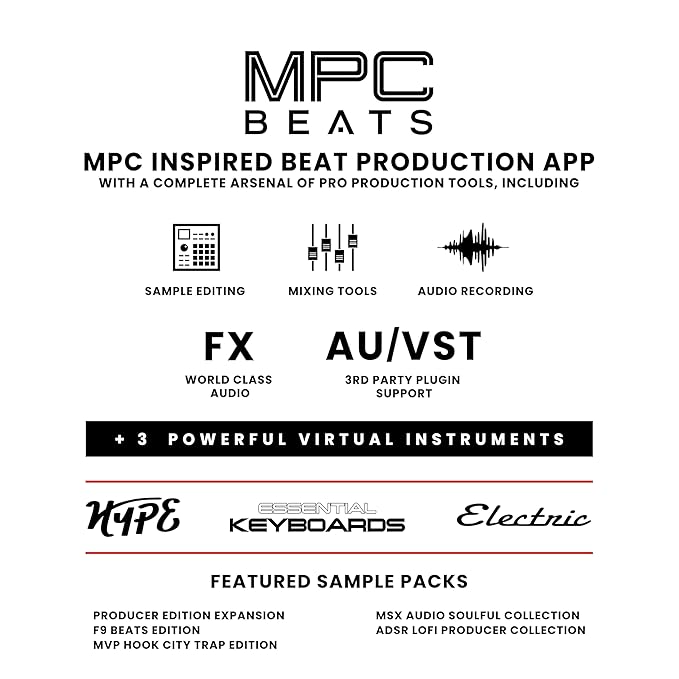 MPC
BEATS
MPC INSPIRED BEAT PRODUCTION APP
WITH A COMPLETE ARSENAL OF PRO PRODUCTION TOOLS, INCLUDING
SAMPLE EDITING
MIXING TOOLS
AUDIO RECORDING
FX
WORLD CLASS
AUDIO
AU/VST
3RD PARTY PLUGIN
SUPPORT
+ 3 POWERFUL VIRTUAL INSTRUMENTS
HYPE
ESSENTIAL
KEYBOARDS
Electric
FEATURED SAMPLE PACKS
PRODUCER EDITION EXPANSION
F9 BEATS EDITION
MVP HOOK CITY TRAP EDITION
MSX AUDIO SOULFUL COLLECTION
ADSR LOFI PRODUCER COLLECTION